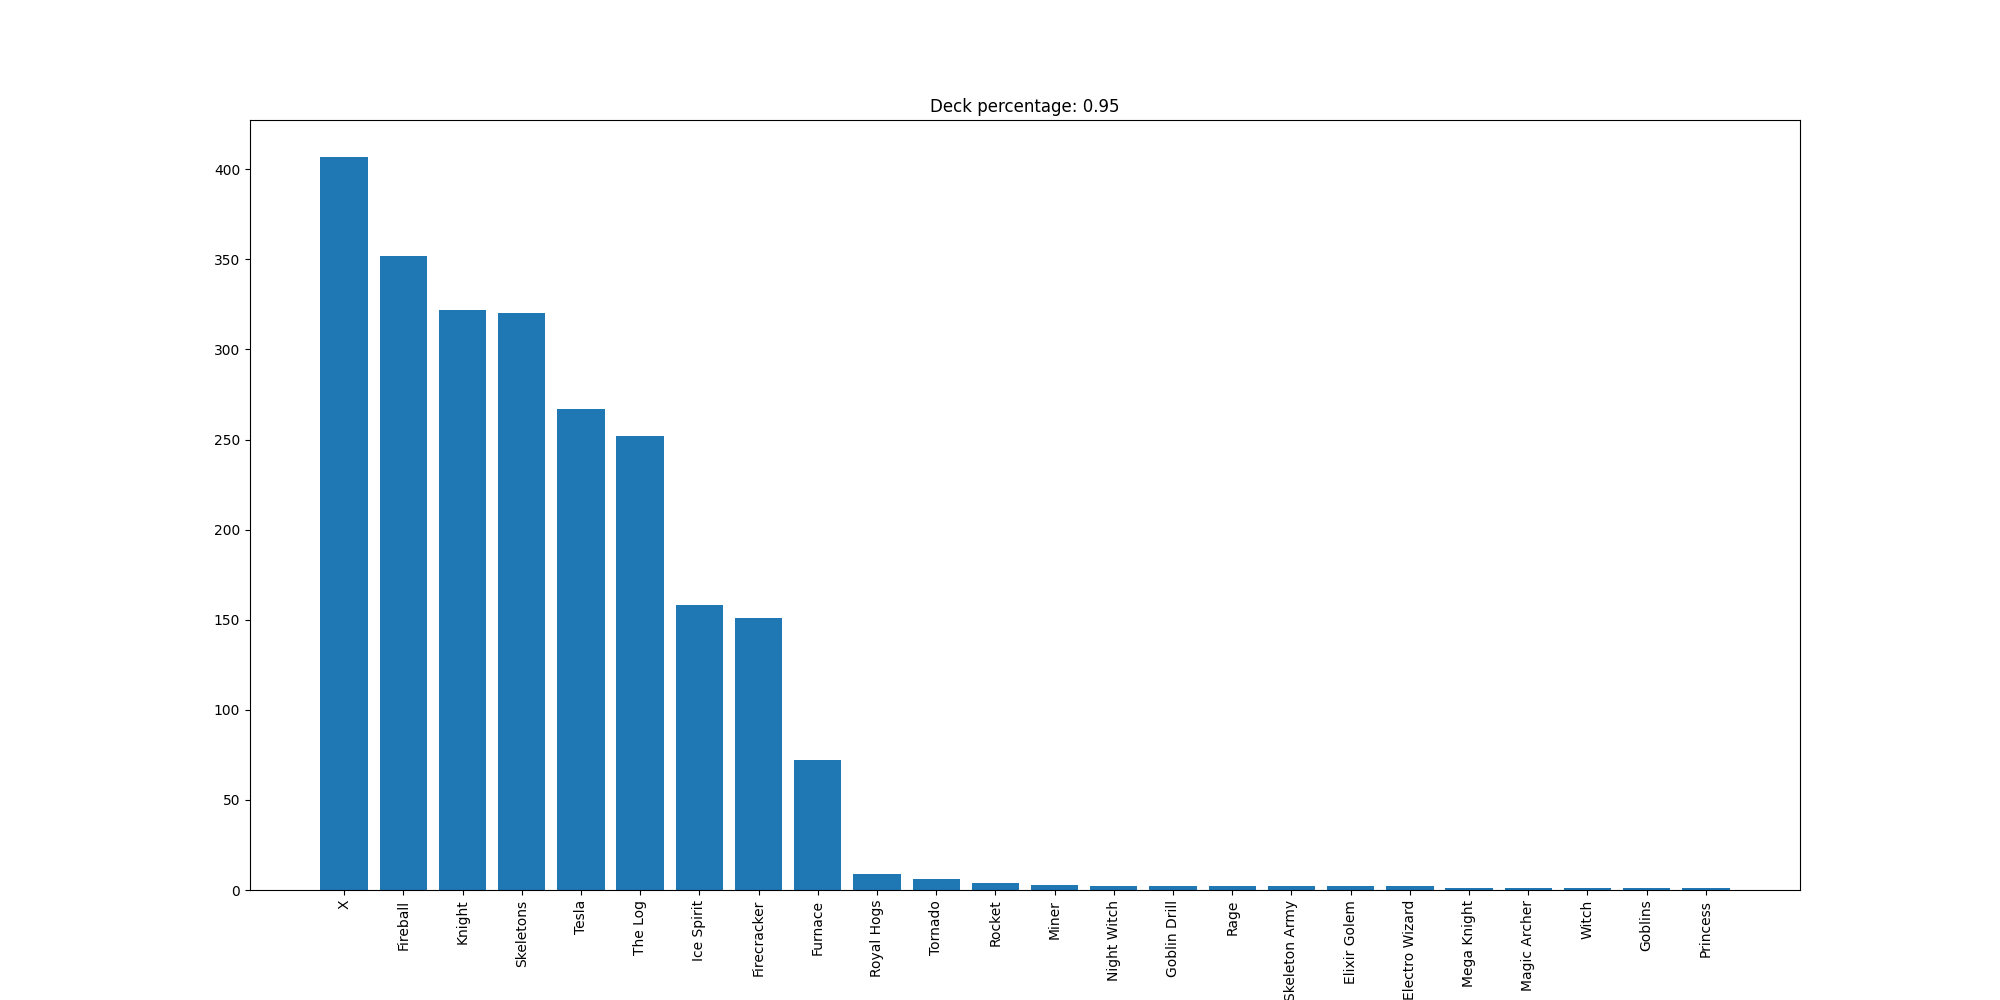 Deck percentage: 0.95
400
350
300
250
200
150
100
50
0
X
Fireball
Knight
Skeletons
Tesla
The Log
Ice Spirit
Firecracker
Furnace
Royal Hogs
Tornado
Rocket
Miner
Night Witch
Goblin Drill
Rage
Skeleton Army
Elixir Golem
Electro Wizard
Mega Knight
Magic Archer
Witch
Goblins
Princess